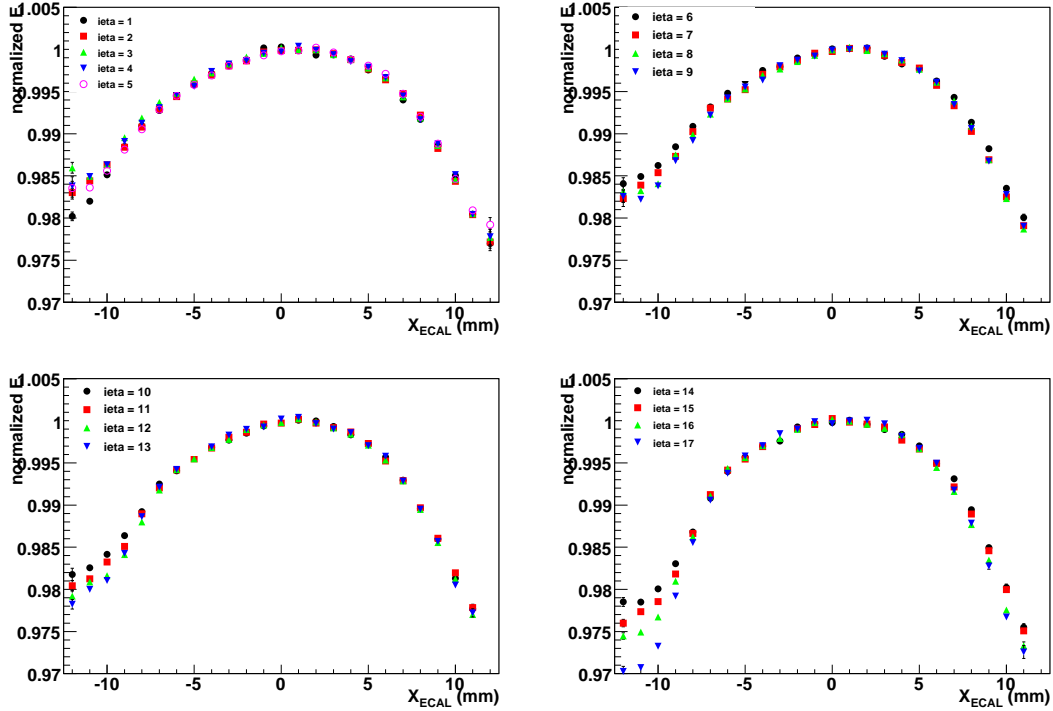 normalized E
1.005
1
0.995
0.99
0.985
0.98
0.975
0.97
ieta = 1
ieta = 2
ieta = 3
ieta = 4
ieta = 5
-10 -5 0 5 10
X_ECAL (mm)
normalized E
1.005
1
0.995
0.99
0.985
0.98
0.975
0.97
ieta = 6
ieta = 7
ieta = 8
ieta = 9
-10 -5 0 5 10
X_ECAL (mm)
normalized E
1.005
1
0.995
0.99
0.985
0.98
0.975
0.97
ieta = 10
ieta = 11
ieta = 12
ieta = 13
-10 -5 0 5 10
X_ECAL (mm)
normalized E
1.005
1
0.995
0.99
0.985
0.98
0.975
0.97
ieta = 14
ieta = 15
ieta = 16
ieta = 17
-10 -5 0 5 10
X_ECAL (mm)